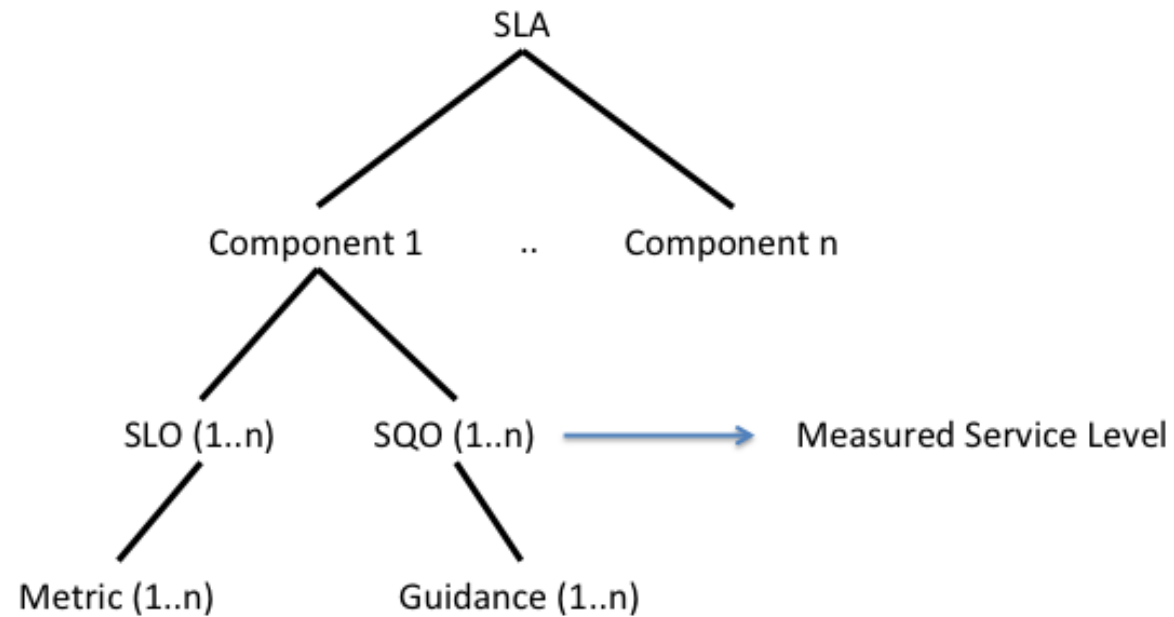 SLA
Component 1 .. Component n
SLO (1..n) SQO (1..n) Measured Service Level
Metric (1..n) Guidance (1..n)